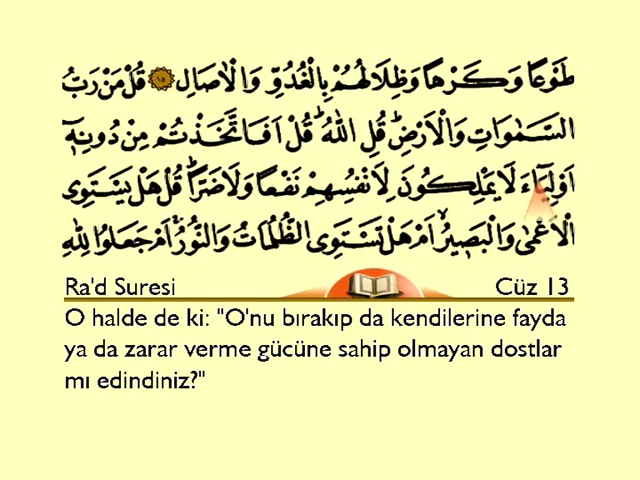 طَوْعًا وَكَرْهًا وَظِلَالُهُمْ بِالْغُدُوِّ وَالْاٰصَالِ ﴿١٥﴾ قُلْ مَنْ رَبُّ
السَّمٰوَاتِ وَالْاَرْضِۜ قُلِ اللّٰهُۜ قُلْ اَفَاتَّخَذْتُمْ مِنْ دُونِه۪ٓ
اَوْلِيَٓاءَ لَا يَمْلِكُونَ لِاَنْفُسِهِمْ نَفْعًا وَلَا ضَرًّاۜ قُلْ هَلْ يَسْتَوِى
الْاَعْمٰى وَالْبَص۪يرُۙ اَمْ هَلْ تَسْتَوِى الظُّلُمَاتُ وَالنُّورُۚ اَمْ جَعَلُوا لِلّٰهِ
Ra'd Suresi Cüz 13
O halde de ki: "O'nu bırakıp da kendilerine fayda
ya da zarar verme gücüne sahip olmayan dostlar
mı edindiniz?"